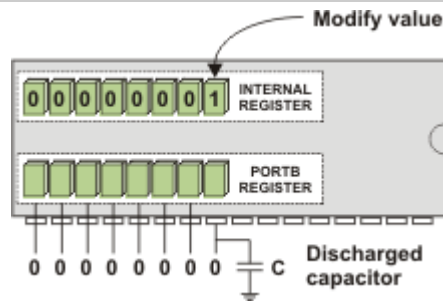 Modify value
0 0 0 0 0 0 0 1 INTERNAL
REGISTER
PORTB
REGISTER
0 0 0 0 0 0 0 0 C Discharged
capacitor